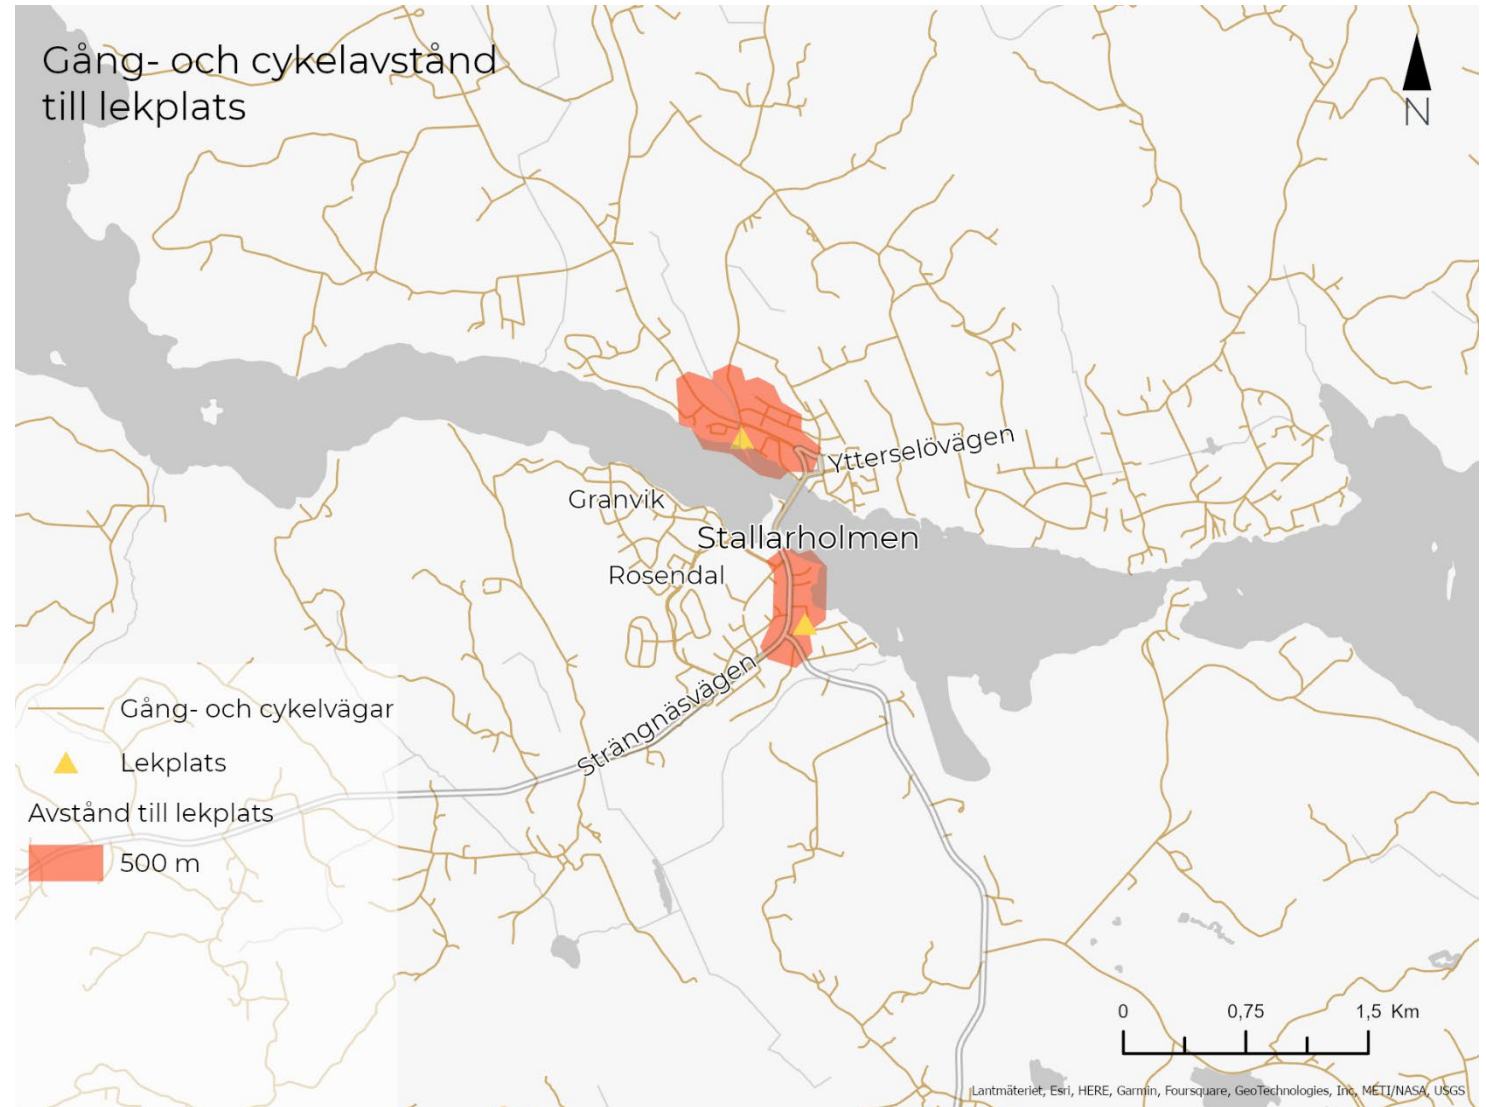 Gång- och cykelavstånd
till lekplats
N
Ytterselövägen
Granvik
Stallarholmen
Rosendal
Strängnäsvägen
Gång- och cykelvägar
Lekplats
Avstånd till lekplats
500 m
0 0,75 1,5 Km
Lantmäteriet, Esri, HERE, Garmin, Foursquare, GeoTechnologies, Inc, METI/NASA, USGS